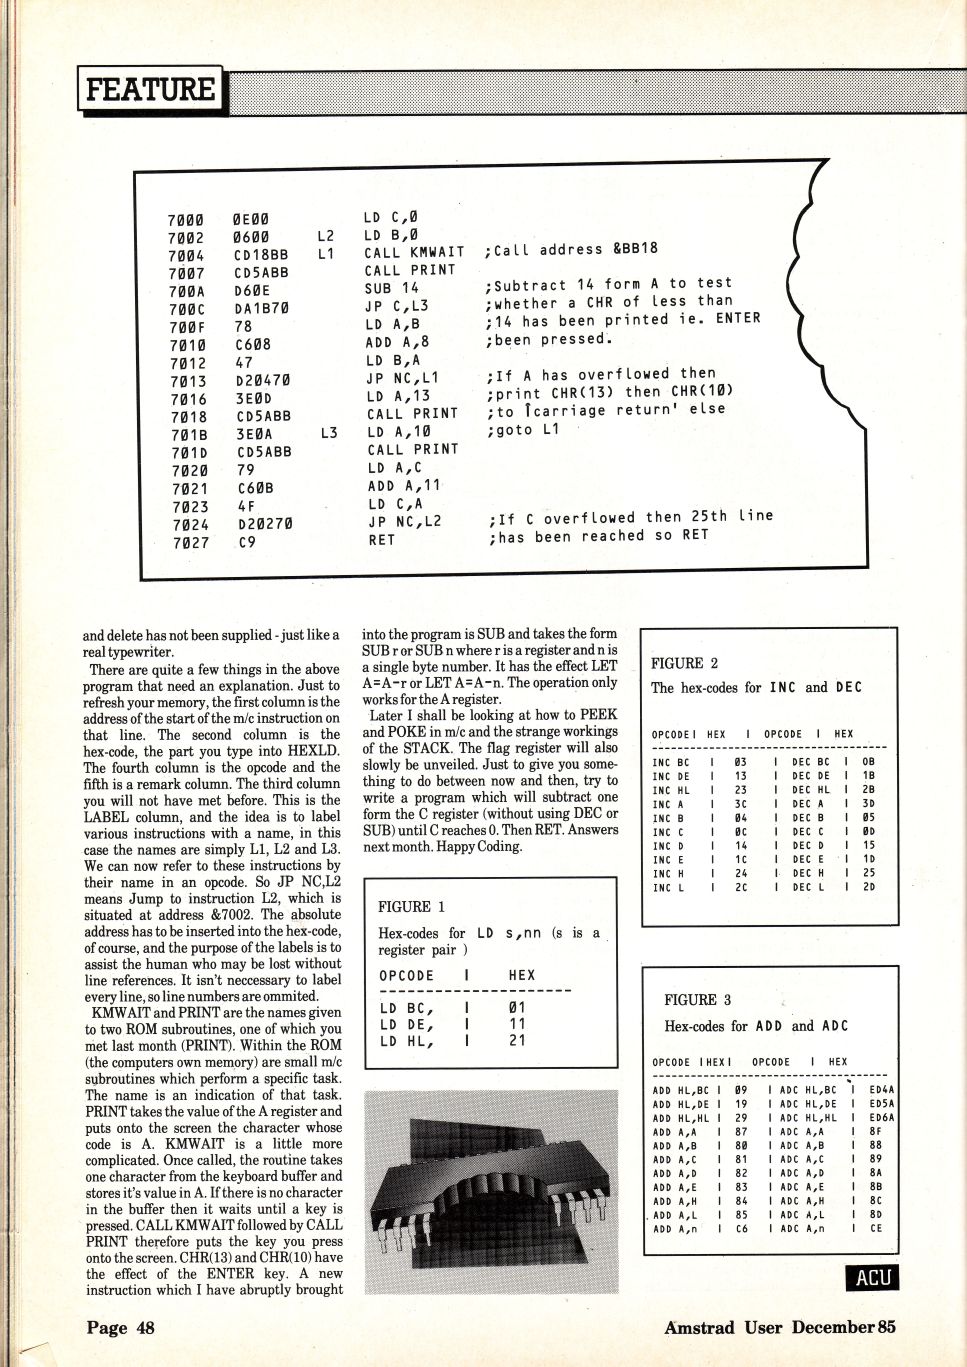 FEATURE
7000 0E00 LD C,0
7002 0600 L2 LD B,0
7004 CD18BB L1 CALL KMWAIT ;Call address &BB18
7007 CD5ABB CALL PRINT
700A D60E SUB 14 ;Subtract 14 form A to test
700C DA1B70 JP C,L3 ;whether a CHR of less than
700F 78 LD A,B ;14 has been printed ie. ENTER
7010 C608 ADD A,8 ;been pressed.
7012 47 LD B,A
7013 D20470 JP NC,L1 ;If A has overflowed then
7016 3E0D LD A,13 ;print CHR(13) then CHR(10)
7018 CD5ABB CALL PRINT ;to ↑carriage return' else
701B 3E0A L3 LD A,10 ;goto L1
701D CD5ABB CALL PRINT
7020 79 LD A,C
7021 C60B ADD A,11
7023 4F LD C,A
7024 D20270 JP NC,L2 ;If C overflowed then 25th line
7027 C9 RET ;has been reached so RET
and delete has not been supplied - just like a
real typewriter.
There are quite a few things in the above
program that need an explanation. Just to
refresh your memory, the first column is the
address of the start of the m/c instruction on
that line. The second column is the
hex-code, the part you type into HEXLD.
The fourth column is the opcode and the
fifth is a remark column. The third column
you will not have met before. This is the
LABEL column, and the idea is to label
various instructions with a name, in this
case the names are simply L1, L2 and L3.
We can now refer to these instructions by
their name in an opcode. So JP NC,L2
means Jump to instruction L2, which is
situated at address &7002. The absolute
address has to be inserted into the hex-code,
of course, and the purpose of the labels is to
assist the human who may be lost without
line references. It isn't neccessary to label
every line, so line numbers are ommited.
KMWAIT and PRINT are the names given
to two ROM subroutines, one of which you
met last month (PRINT). Within the ROM
(the computers own memory) are small m/c
subroutines which perform a specific task.
The name is an indication of that task.
PRINT takes the value of the A register and
puts onto the screen the character whose
code is A. KMWAIT is a little more
complicated. Once called, the routine takes
one character from the keyboard buffer and
stores it's value in A. If there is no character
in the buffer then it waits until a key is
pressed. CALL KMWAIT followed by CALL
PRINT therefore puts the key you press
onto the screen. CHR(13) and CHR(10) have
the effect of the ENTER key. A new
instruction which I have abruptly brought
into the program is SUB and takes the form
SUB r or SUB n where r is a register and n is
a single byte number. It has the effect LET
A=A-r or LET A=A-n. The operation only
works for the A register.
Later I shall be looking at how to PEEK
and POKE in m/c and the strange workings
of the STACK. The flag register will also
slowly be unveiled. Just to give you some-
thing to do between now and then, try to
write a program which will subtract one
form the C register (without using DEC or
SUB) until C reaches 0. Then RET. Answers
next month. Happy Coding.
FIGURE 1
Hex-codes for LD s,nn (s is a
register pair )
OPCODE | HEX
----------------------
LD BC, | 01
LD DE, | 11
LD HL, | 21
FIGURE 2
The hex-codes for INC and DEC
OPCODE| HEX | OPCODE | HEX
---------------------------------------
INC BC | 03 | DEC BC | 0B
INC DE | 13 | DEC DE | 1B
INC HL | 23 | DEC HL | 2B
INC A | 3C | DEC A | 3D
INC B | 04 | DEC B | 05
INC C | 0C | DEC C | 0D
INC D | 14 | DEC D | 15
INC E | 1C | DEC E | 1D
INC H | 24 | DEC H | 25
INC L | 2C | DEC L | 2D
FIGURE 3
Hex-codes for ADD and ADC
OPCODE |HEX| OPCODE | HEX
---------------------------------------
ADD HL,BC | 09 | ADC HL,BC | ED4A
ADD HL,DE | 19 | ADC HL,DE | ED5A
ADD HL,HL | 29 | ADC HL,HL | ED6A
ADD A,A | 87 | ADC A,A | 8F
ADD A,B | 80 | ADC A,B | 88
ADD A,C | 81 | ADC A,C | 89
ADD A,D | 82 | ADC A,D | 8A
ADD A,E | 83 | ADC A,E | 8B
ADD A,H | 84 | ADC A,H | 8C
ADD A,L | 85 | ADC A,L | 8D
ADD A,n | C6 | ADC A,n | CE
ACU
Page 48
Amstrad User December 85